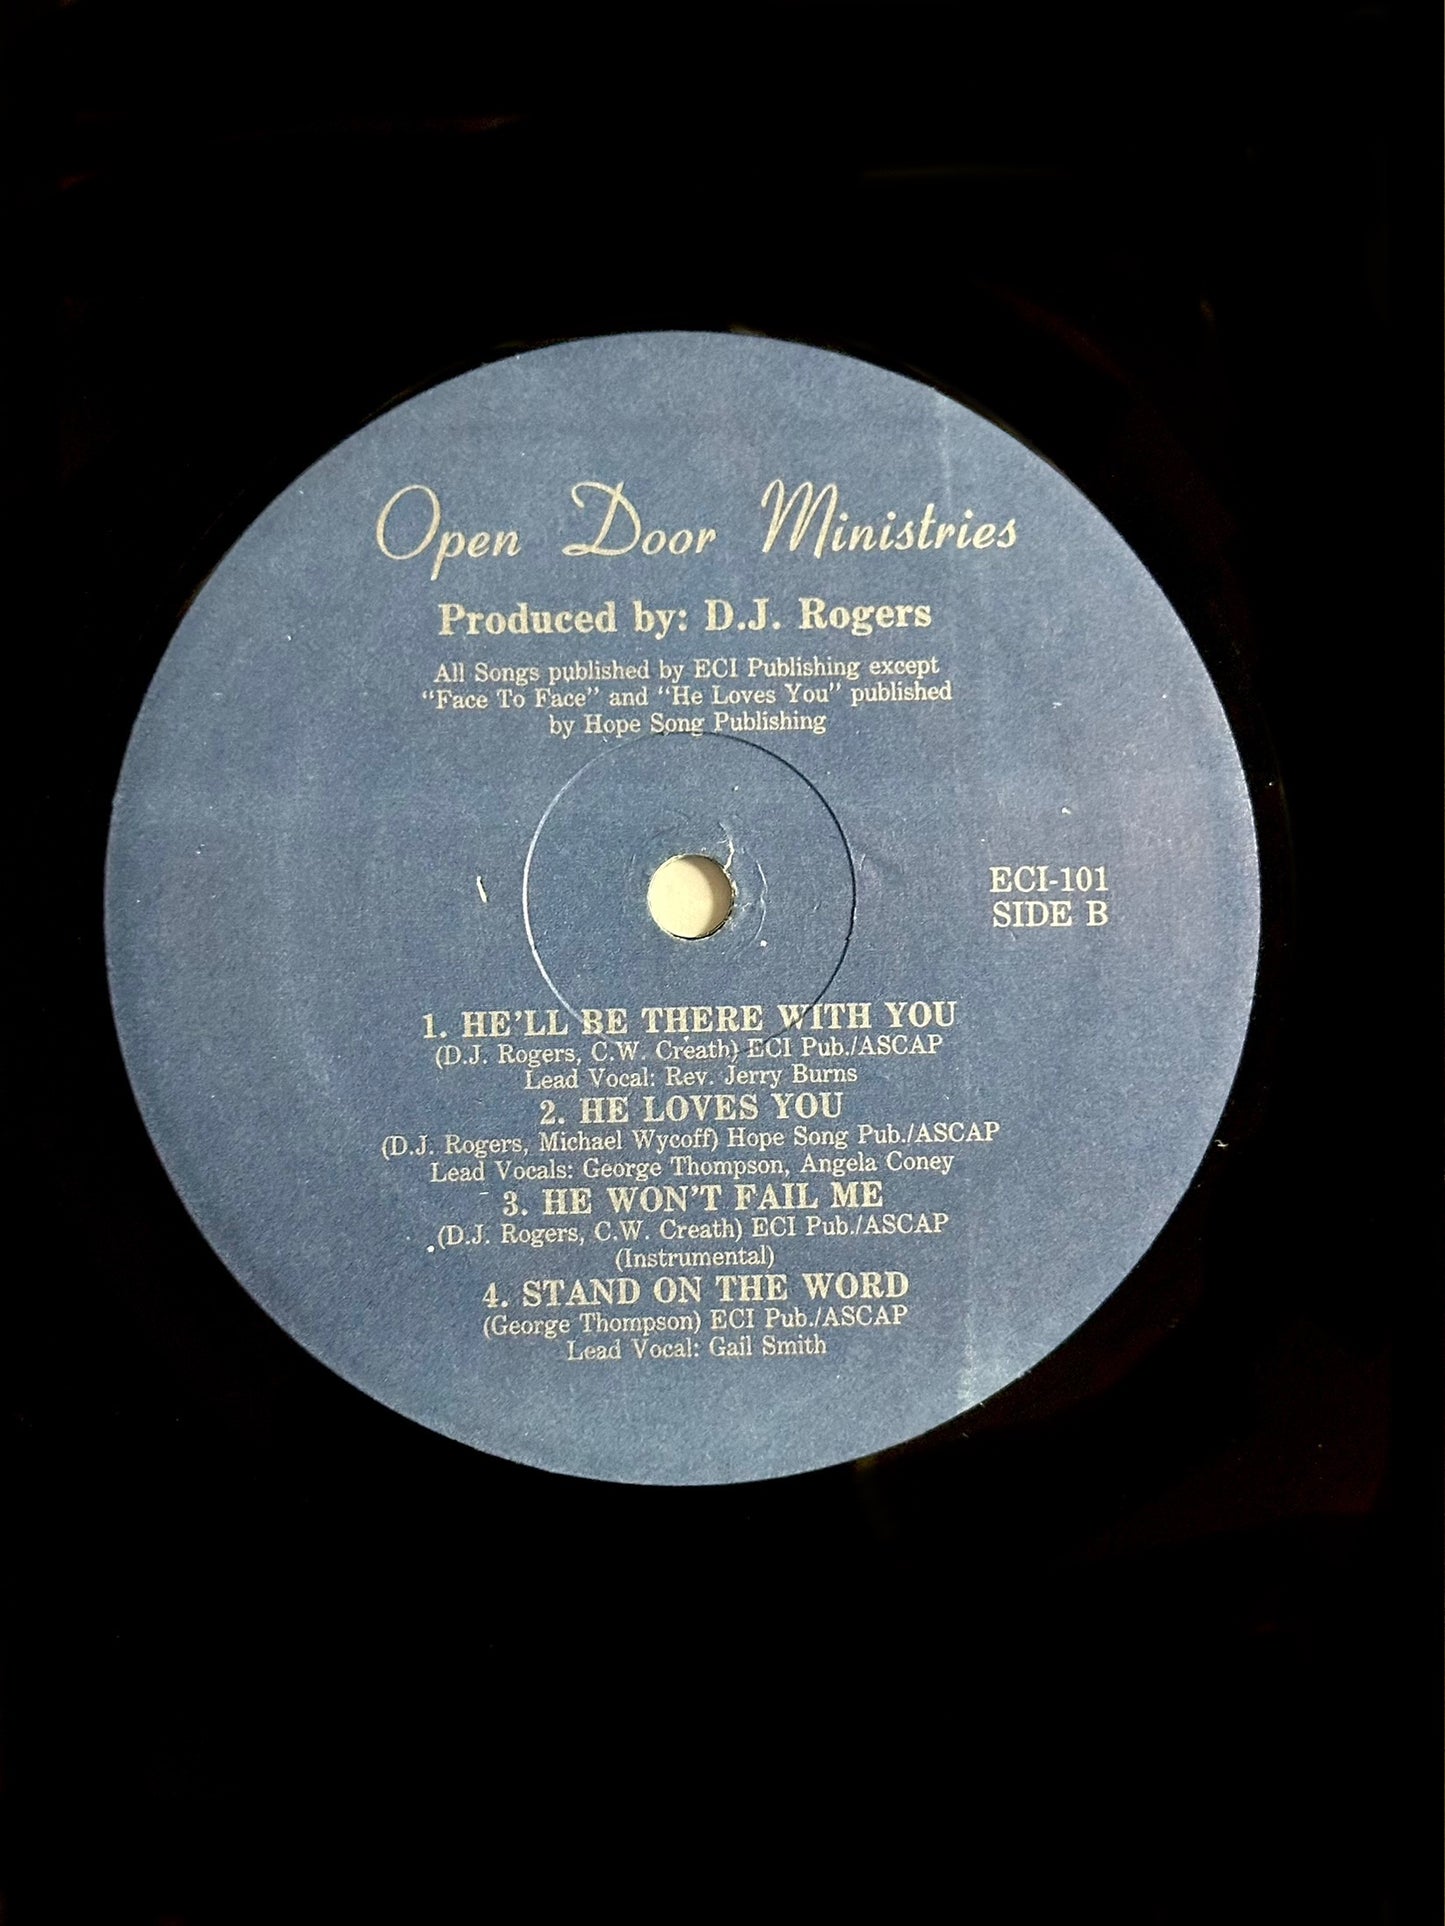 Open Door Ministries
Produced by: D.J. Rogers
All Songs published by ECI Publishing except
"Face To Face" and "He Loves You" published
by Hope Song Publishing
ECI-101
SIDE B
1. HE'LL BE THERE WITH YOU
(D.J. Rogers, C.W. Creath) ECI Pub./ASCAP
Lead Vocal: Rev. Jerry Burns
2. HE LOVES YOU
(D.J. Rogers, Michael Wycoff) Hope Song Pub./ASCAP
Lead Vocals: George Thompson, Angela Coney
3. HE WON'T FAIL ME
(D.J. Rogers, C.W. Creath) ECI Pub./ASCAP
(Instrumental)
4. STAND ON THE WORD
(George Thompson) ECI Pub./ASCAP
Lead Vocal: Gail Smith